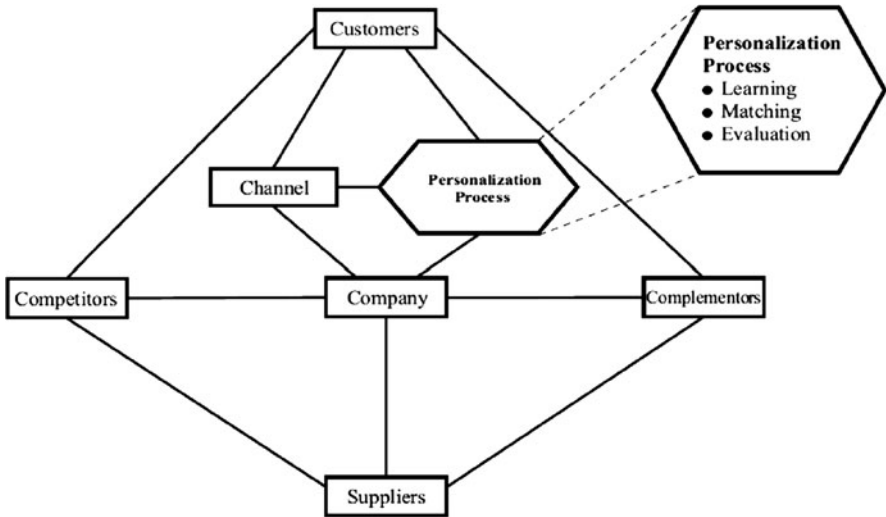 Customers
Personalization
Process
● Learning
● Matching
● Evaluation
Channel
Personalization
Process
Competitors
Company
Complementors
Suppliers